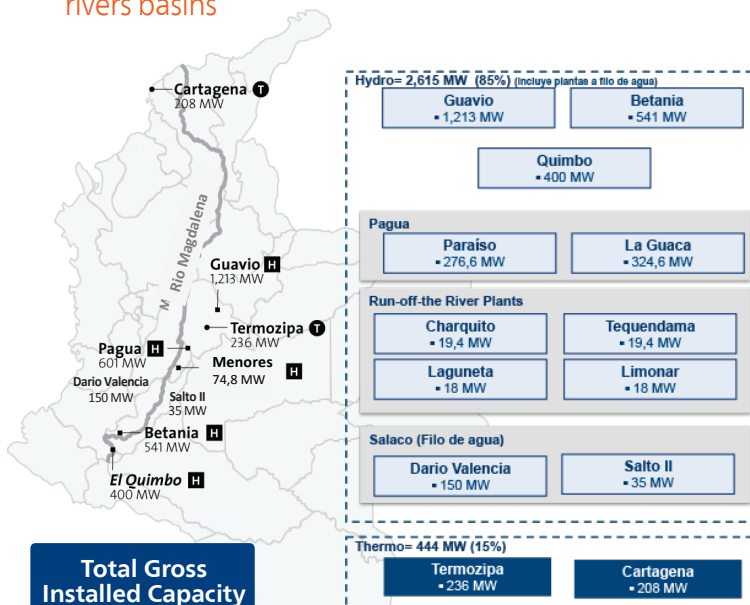 rivers basins
Cartagena T
208 MW
M Rio Magdalena
Guavio H
1,213 MW
Termozipa T
236 MW
Pagua H
601 MW
Menores H
74,8 MW
Dario Valencia
150 MW
Salto II
35 MW
Betania H
541 MW
El Quimbo H
400 MW
Total Gross
Installed Capacity
Hydro= 2,615 MW (85%) (Incluye plantas a filo de agua)
Guavio
▪ 1,213 MW
Betania
▪ 541 MW
Quimbo
▪ 400 MW
Pagua
Paraíso
▪ 276,6 MW
La Guaca
▪ 324,6 MW
Run-off-the River Plants
Charquito
▪ 19,4 MW
Tequendama
▪ 19,4 MW
Laguneta
▪ 18 MW
Limonar
▪ 18 MW
Salaco (Filo de agua)
Dario Valencia
▪ 150 MW
Salto II
▪ 35 MW
Thermo= 444 MW (15%)
Termozipa
▪ 236 MW
Cartagena
▪ 208 MW